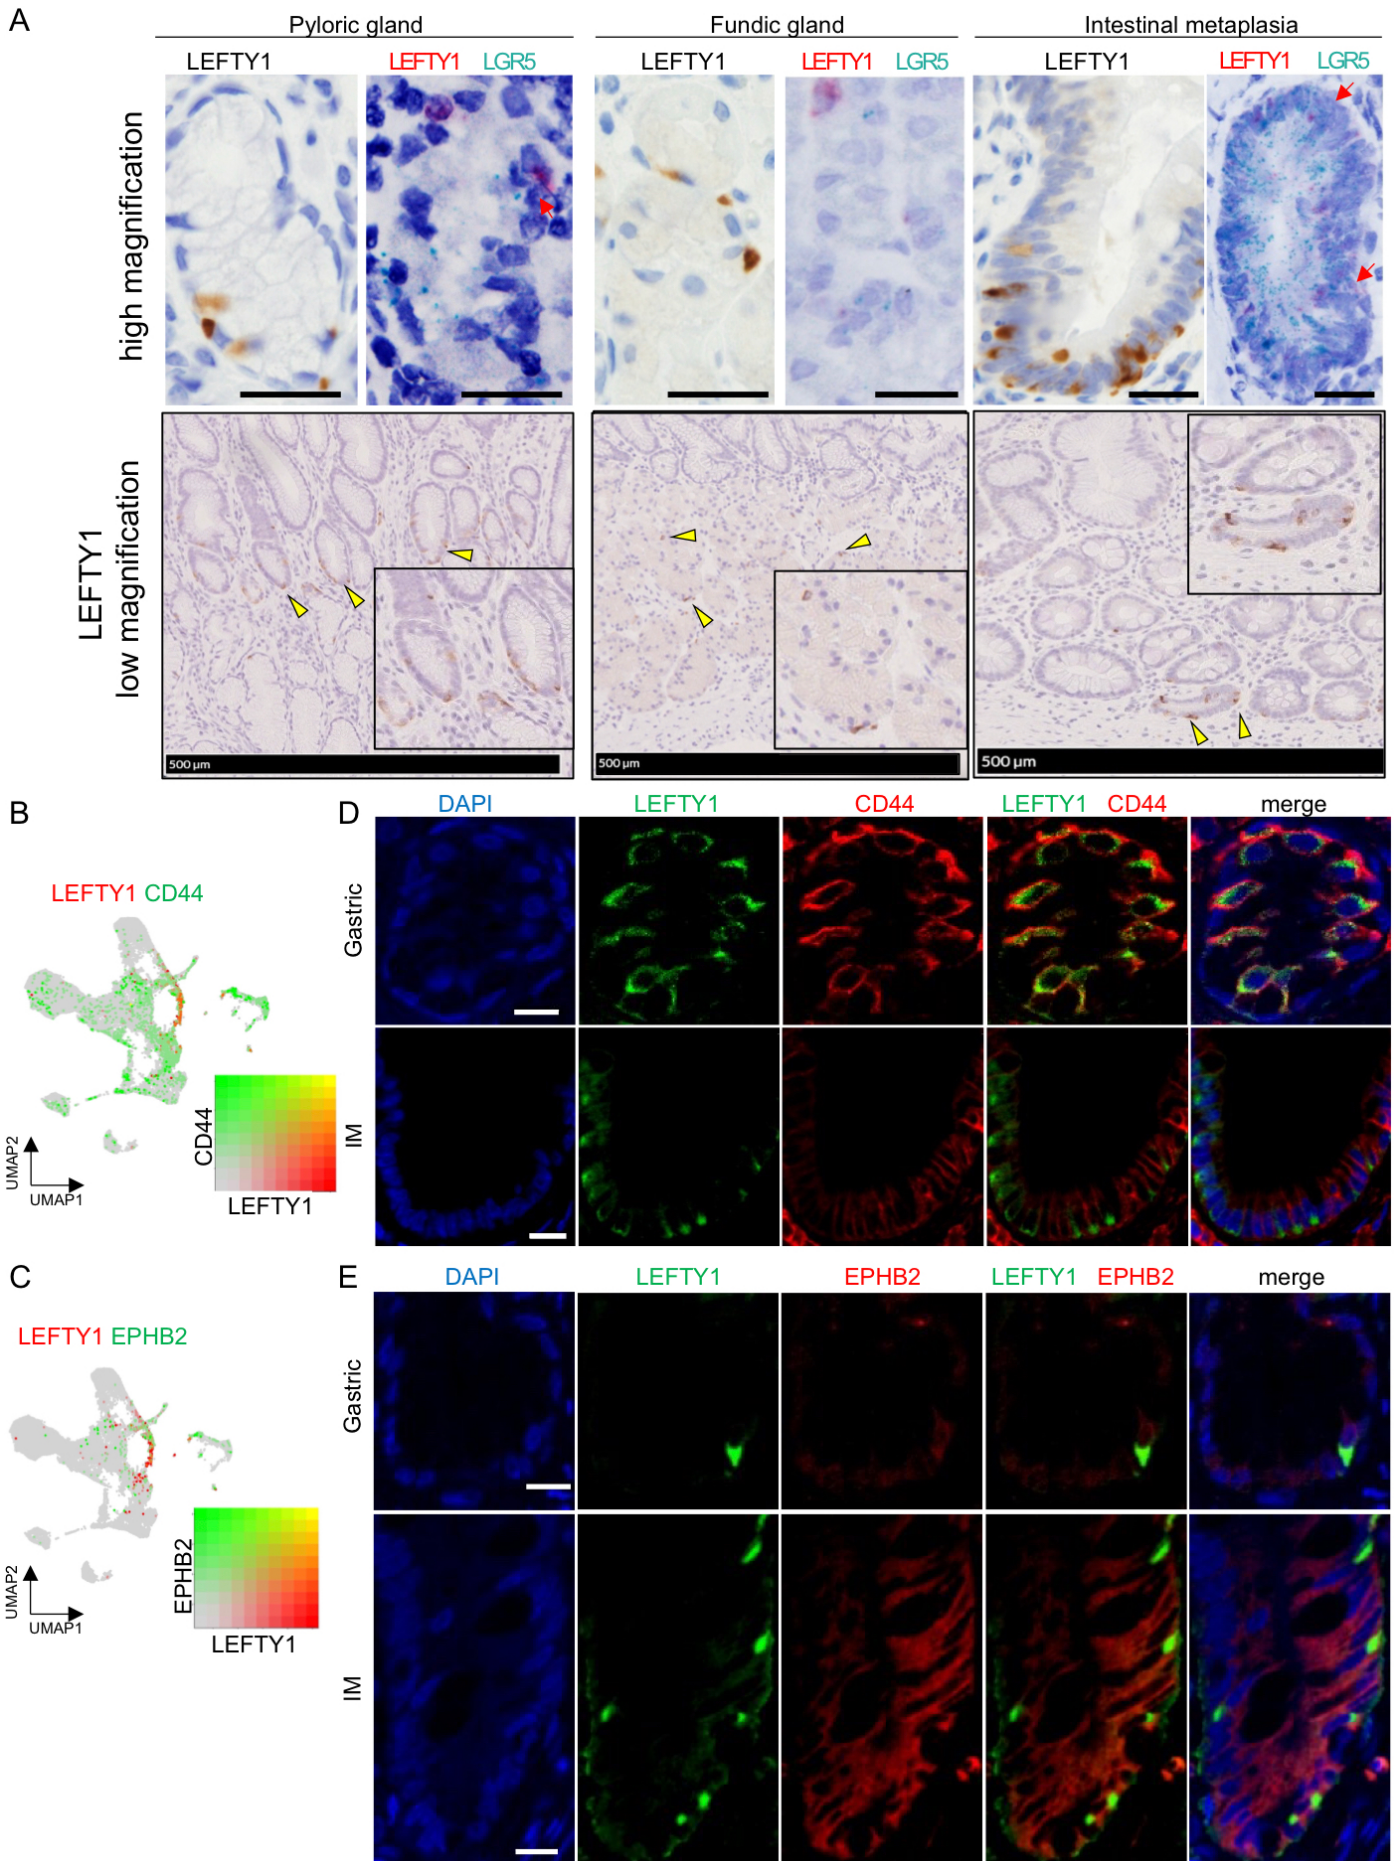 A
Pyloric gland
Fundic gland
Intestinal metaplasia
LEFTY1
LEFTY1 LGR5
LEFTY1
LEFTY1 LGR5
LEFTY1
LEFTY1 LGR5
high magnification
LEFTY1
low magnification
500 µm
500 µm
500 µm
B
LEFTY1 CD44
CD44
LEFTY1
UMAP2
UMAP1
D
DAPI
LEFTY1
CD44
LEFTY1 CD44
merge
Gastric
IM
C
LEFTY1 EPHB2
EPHB2
LEFTY1
UMAP2
UMAP1
E
DAPI
LEFTY1
EPHB2
LEFTY1 EPHB2
merge
Gastric
IM